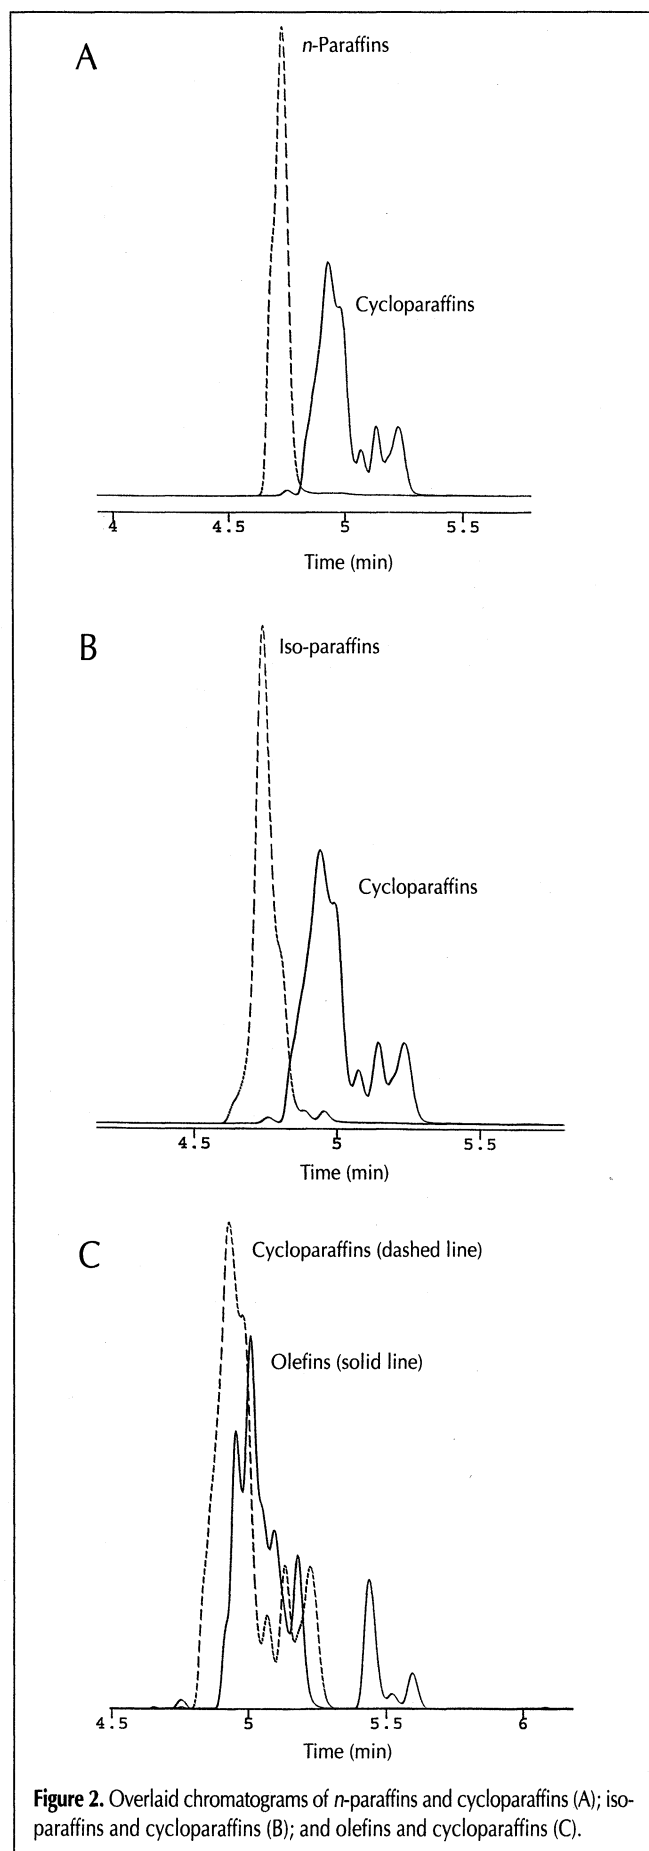 A
n-Paraffins
Cycloparaffins
4 4.5 5 5.5
Time (min)
B
Iso-paraffins
Cycloparaffins
4.5 5 5.5
Time (min)
C
Cycloparaffins (dashed line)
Olefins (solid line)
4.5 5 5.5 6
Time (min)
Figure 2. Overlaid chromatograms of n-paraffins and cycloparaffins (A); iso-
paraffins and cycloparaffins (B); and olefins and cycloparaffins (C).